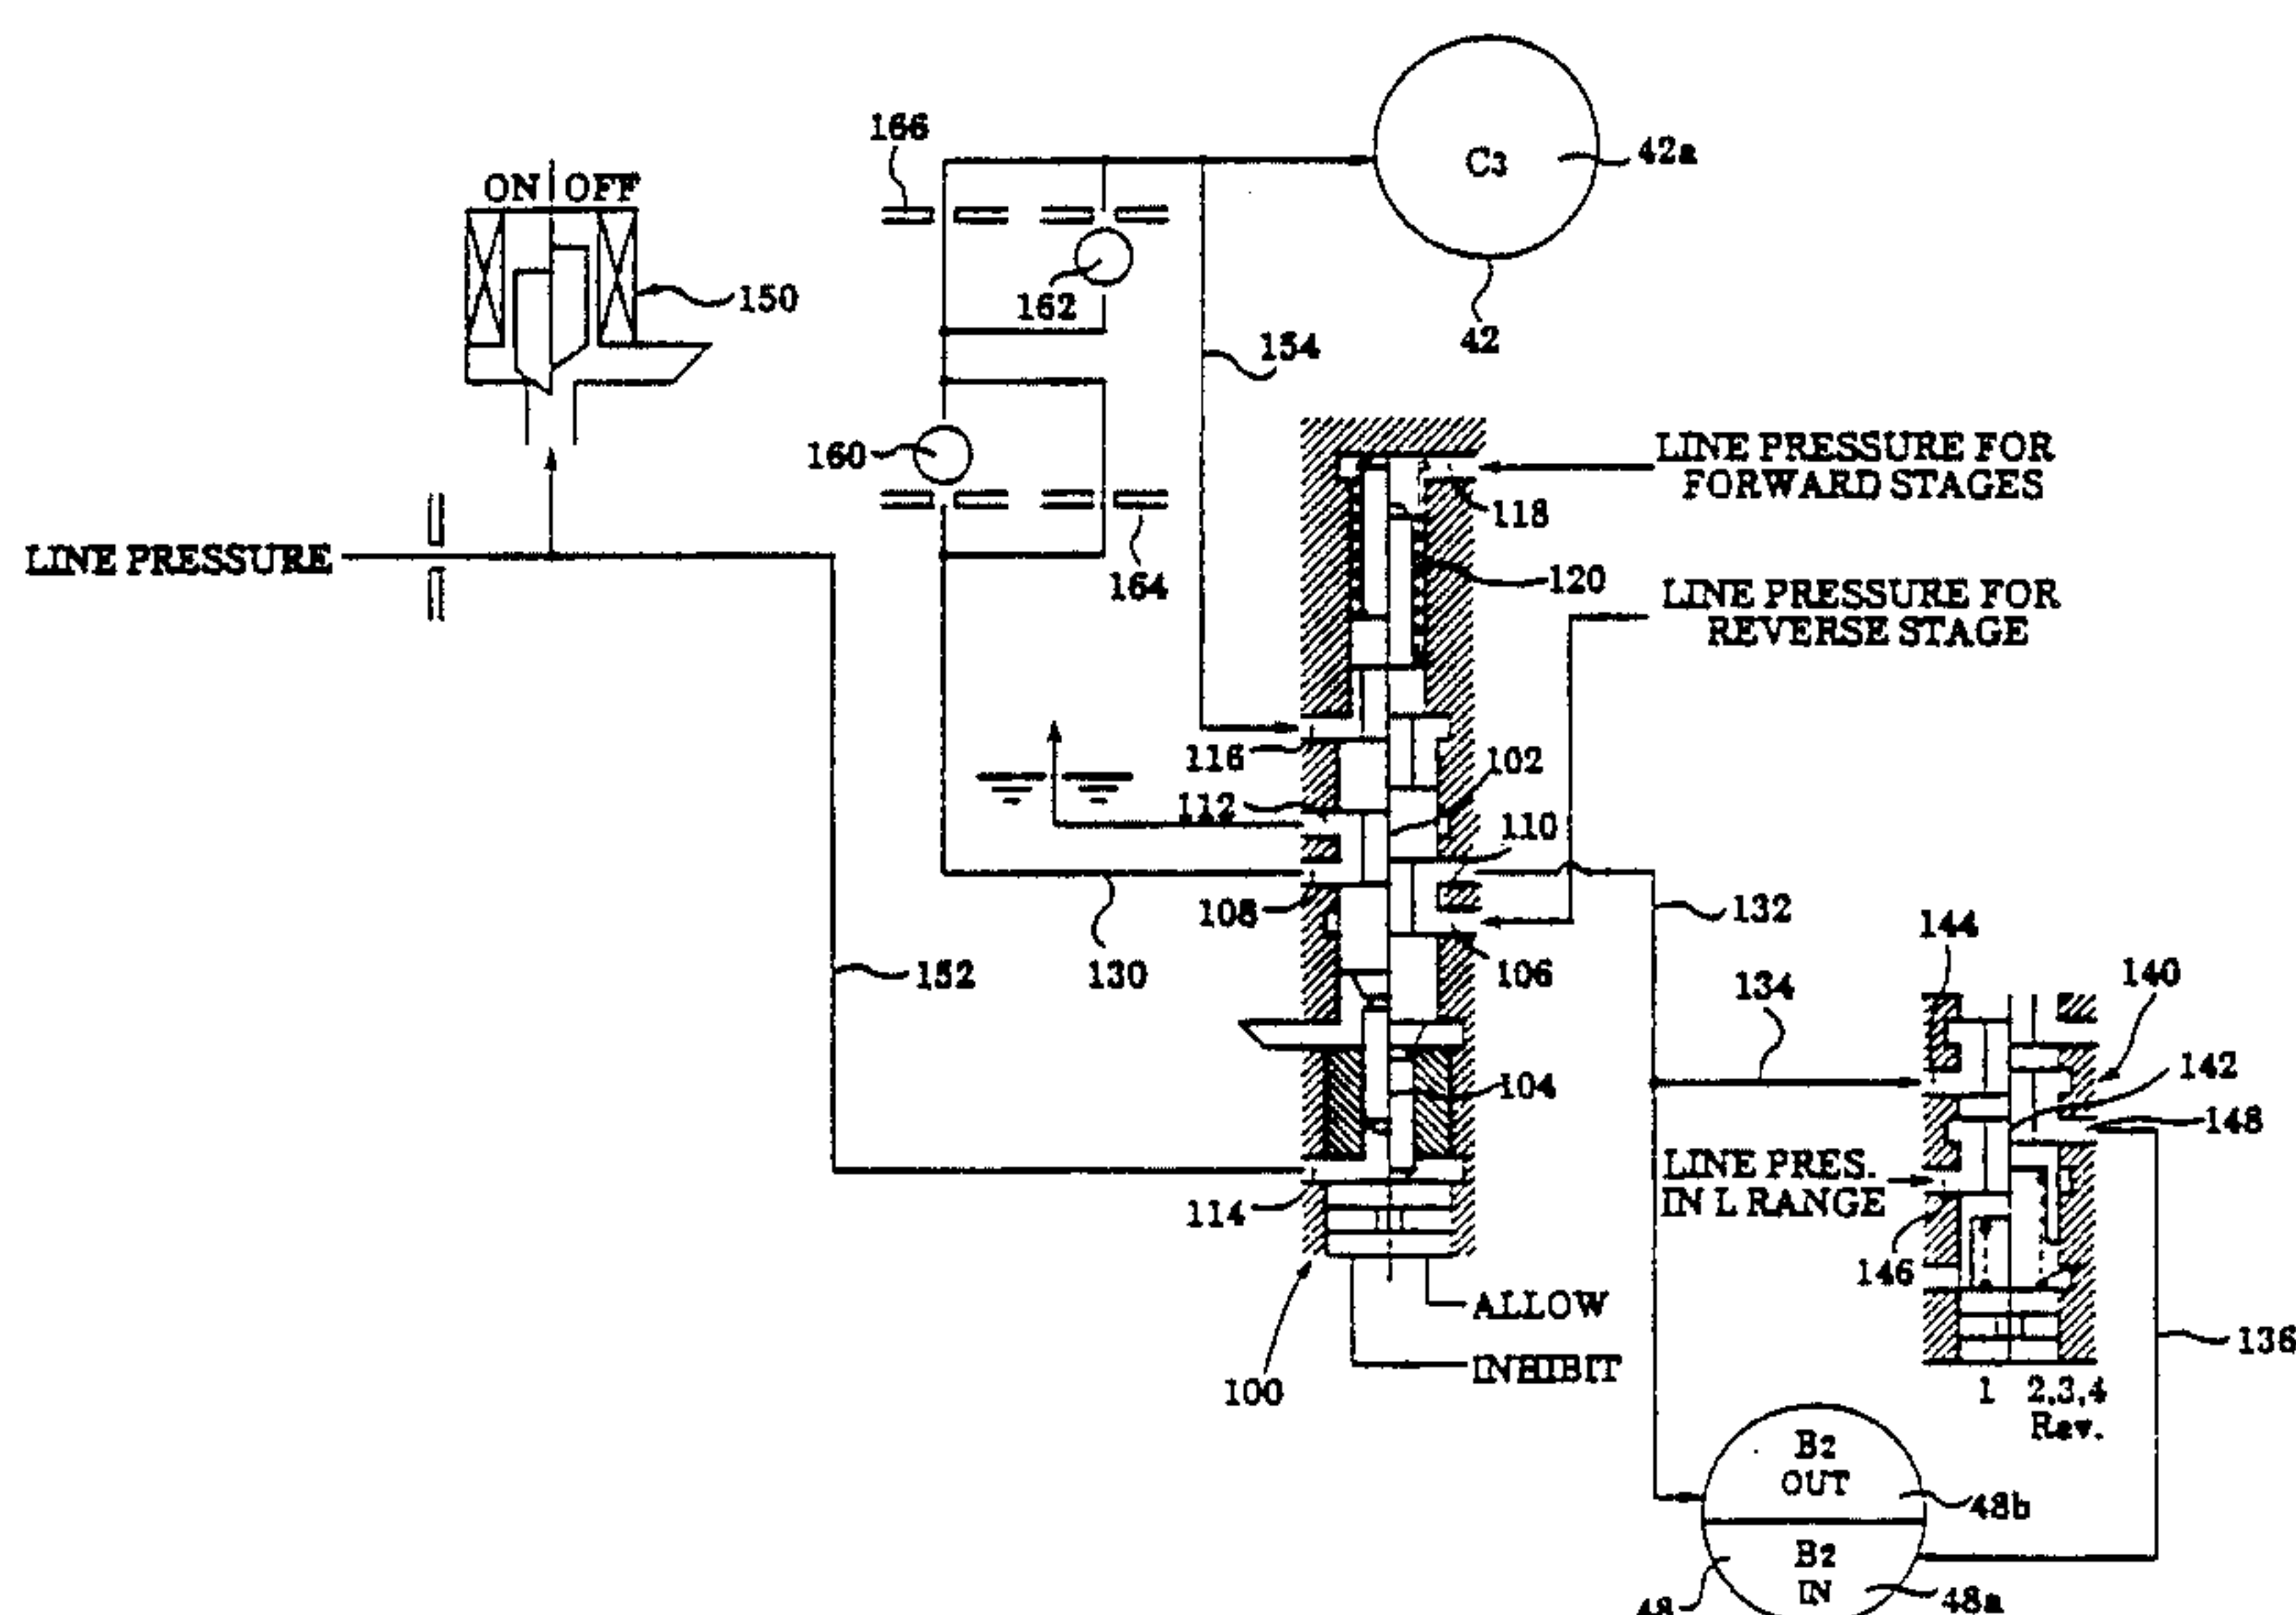 166
ON OFF
C3
42a
150
162
42
154
160
LINE PRESSURE FOR
FORWARD STAGES
118
LINE PRESSURE
164
120
LINE PRESSURE FOR
REVERSE STAGE
116
102
112
110
108
132
152
130
106
144
134
140
104
142
148
LINE PRES.
IN L RANGE
114
146
ALLOW
136
INHIBIT
100
1 2,3,4
Rev.
B2
OUT
48b
B2
IN
48
48a